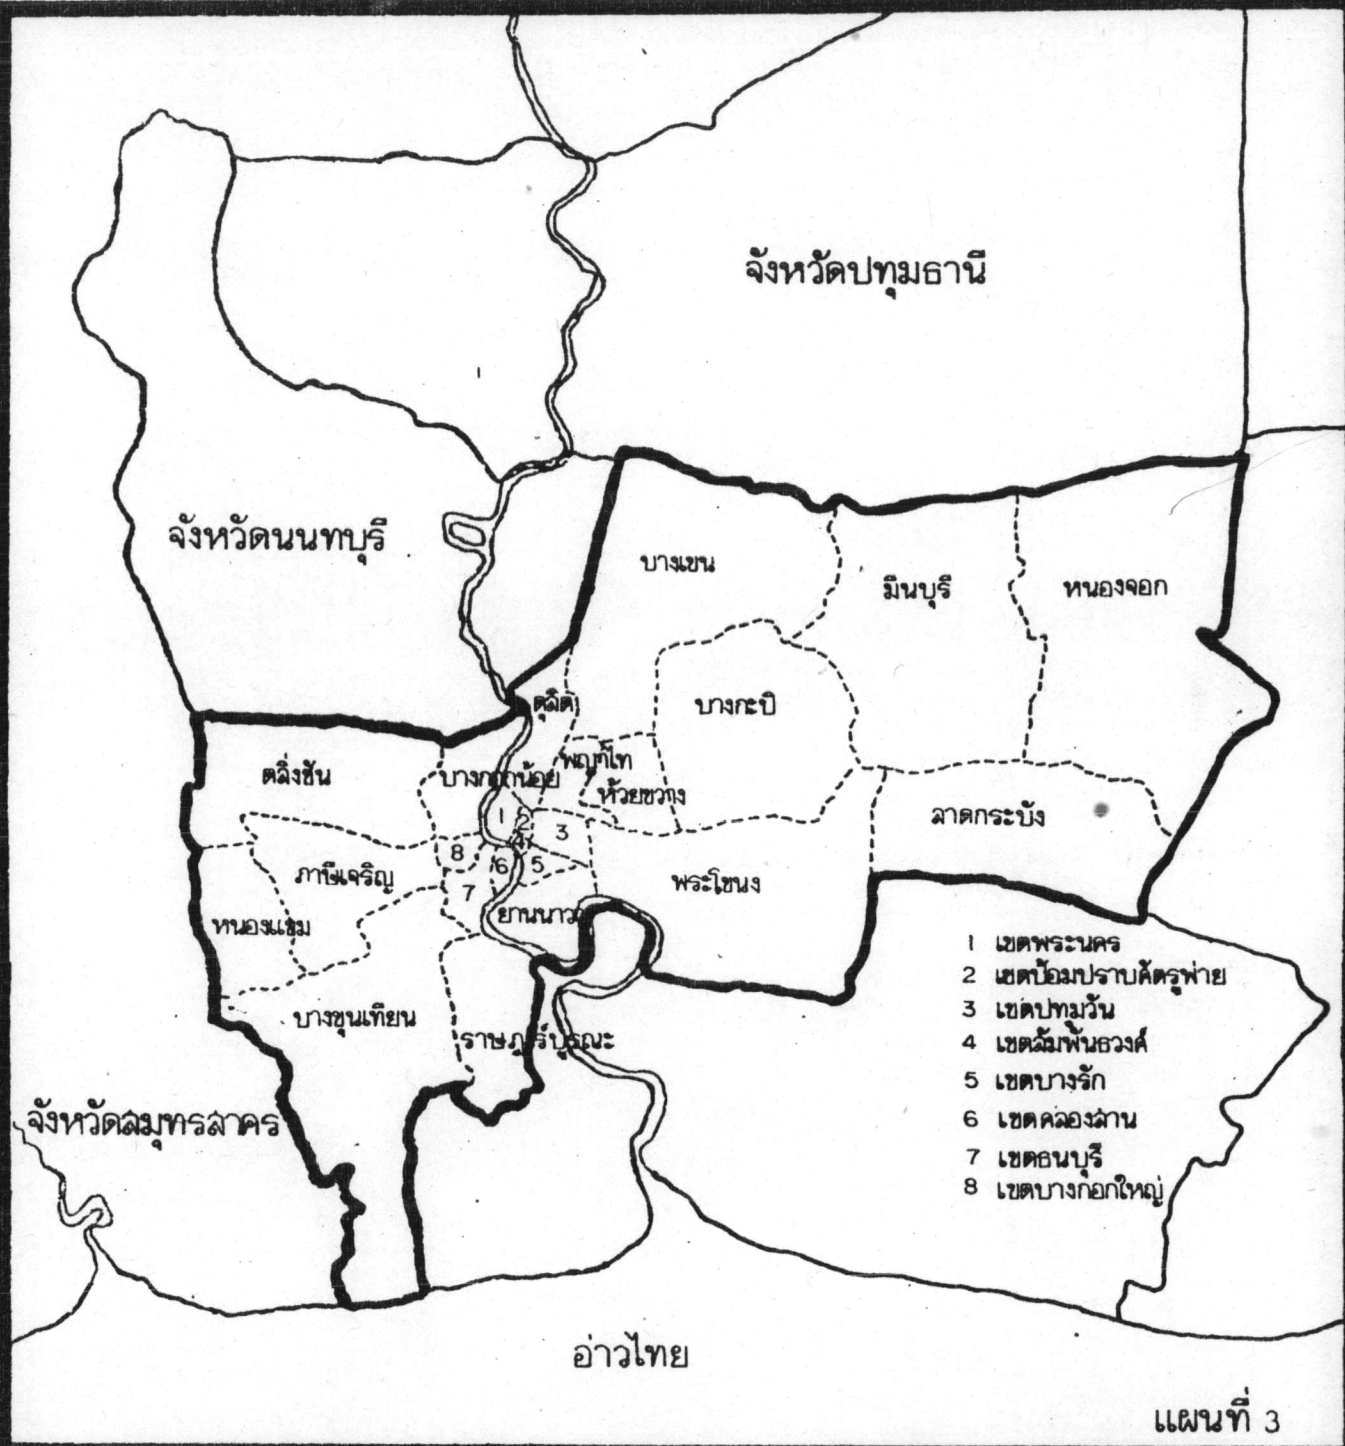 จังหวัดปทุมธานี
จังหวัดนนทบุรี
บางเขน
มีนบุรี
หนองจอก
ดุสิต
บางกะปิ
ตลิ่งชัน
บางกอกน้อย
พญาไท
ห้วยขวาง
ลาดกระบัง
1
2
3
4
5
6
7
8
ภาษีเจริญ
พระโขนง
หนองแขม
ยานนาวา
บางขุนเทียน
ราษฎร์บูรณะ
จังหวัดสมุทรสาคร
1 เขตพระนคร
2 เขตป้อมปราบศัตรูพ่าย
3 เขตปทุมวัน
4 เขตสัมพันธวงศ์
5 เขตบางรัก
6 เขตคลองสาน
7 เขตธนบุรี
8 เขตบางกอกใหญ่
อ่าวไทย
แผนที่ 3